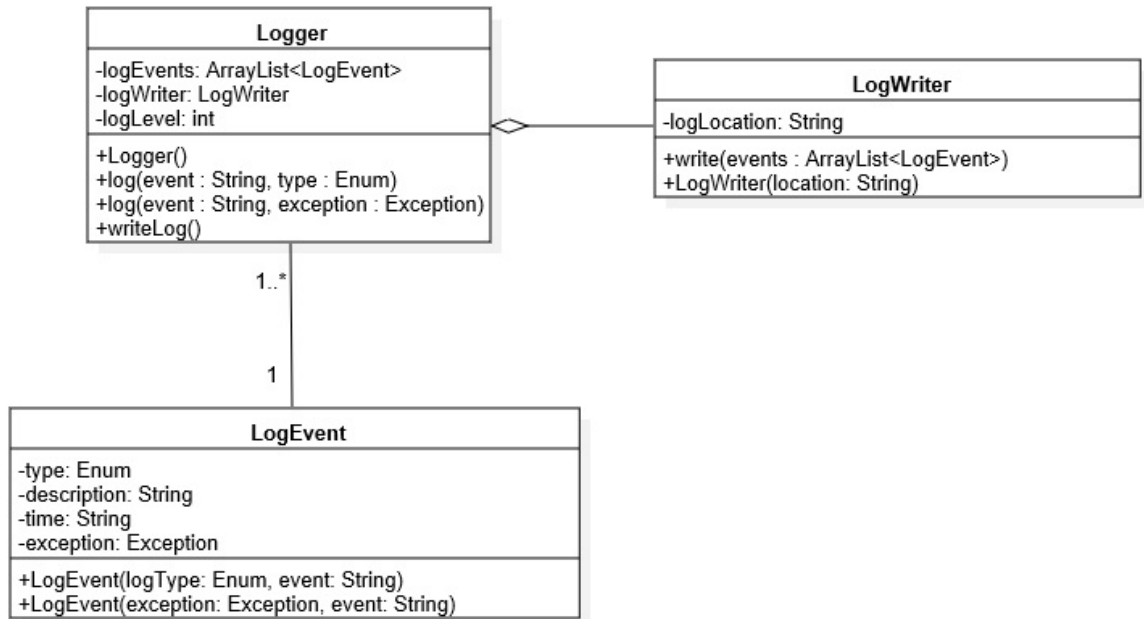 Logger
-logEvents: ArrayList<LogEvent>
-logWriter: LogWriter
-logLevel: int
+Logger()
+log(event : String, type : Enum)
+log(event : String, exception : Exception)
+writeLog()
LogWriter
-logLocation: String
+write(events : ArrayList<LogEvent>)
+LogWriter(location: String)
1..*
1
LogEvent
-type: Enum
-description: String
-time: String
-exception: Exception
+LogEvent(logType: Enum, event: String)
+LogEvent(exception: Exception, event: String)